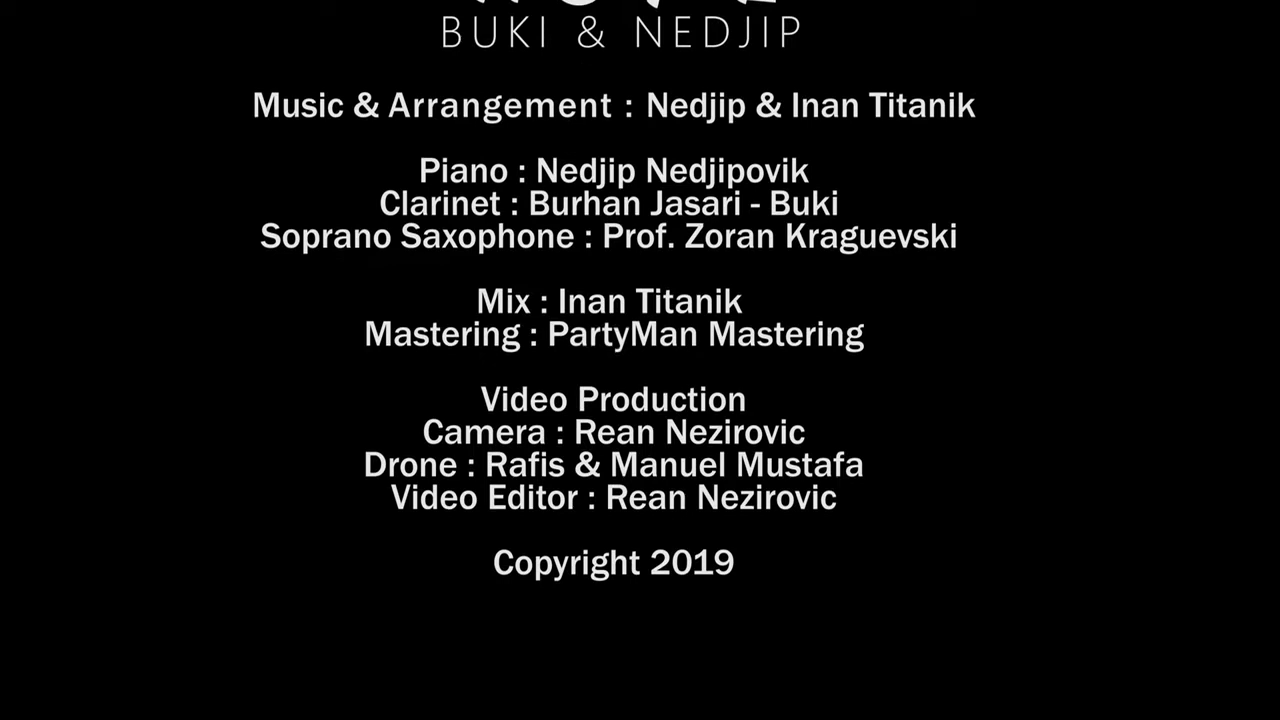 BUKI & NEDJIP
Music & Arrangement : Nedjip & Inan Titanik
Piano : Nedjip Nedjipovik
Clarinet : Burhan Jasari - Buki
Soprano Saxophone : Prof. Zoran Kraguevski
Mix : Inan Titanik
Mastering : PartyMan Mastering
Video Production
Camera : Rean Nezirovic
Drone : Rafis & Manuel Mustafa
Video Editor : Rean Nezirovic
Copyright 2019